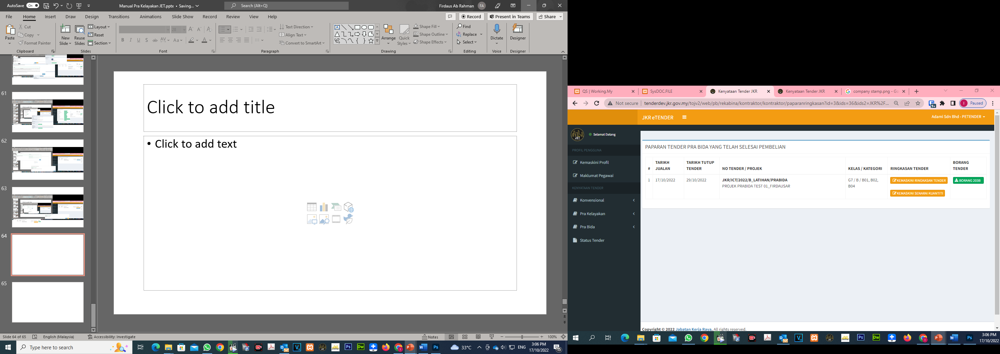 AutoSave On
Manual Pra Kelayakan JET.pptx • Saving...
Search (Alt+Q)
Firdaus Ab Rahman FA
File Home Insert Draw Design Transitions Animations Slide Show Record Review View Help
Record Present in Teams Share
Paste
Cut
Copy
Format Painter
Clipboard
New Slide
Reuse Slides
Layout
Reset
Section
Slides
28
Font
Text Direction
Align Text
Convert to SmartArt
Paragraph
Arrange
Quick Styles
Shape Fill
Shape Outline
Shape Effects
Drawing
Find
Replace
Select
Editing
Dictate
Voice
Designer
Designer
61
62
63
64
65
Click to add title
• Click to add text
Slide 64 of 65 English (Malaysia) Accessibility: Investigate
Notes 100%
Type here to search
33°C ENG 3:06 PM
17/10/2022 15
QS | Working.My
SysDOC.FILE
Kenyataan Tender JKR
Kenyataan Tender JKR
company stamp.png - Go
Not secure | tenderdev.jkr.gov.my/tojv2/web/pb/rekabina/kontraktor/kontraktor/paparanringkasan?id=3&ids=36&ids2=JKR%2F...
9+
I Paused
JKR eTENDER
Adami Sdn Bhd - PETENDER
JET
Selamat Datang
PROFIL PENGGUNA
Kemaskini Profil
Maklumat Pegawai
KENYATAAN TENDER
Konvensional
Pra Kelayakan
Pra Bida
Status Tender
PAPARAN TENDER PRA BIDA YANG TELAH SELESAI PEMBELIAN
# TARIKH JUALAN TARIKH TUTUP TENDER NO TENDER / PROJEK KELAS / KATEGORI RINGKASAN TENDER BORANG TENDER
1 17/10/2022 29/10/2022 JKR/ICT/2022/B_LATIHAN/PRABIDA G7 / B / B01, B02, KEMASKINI RINGKASAN TENDER BORANG 203B
PROJEK PRABIDA TEST 01_FIRDAUSAR B04
KEMASKINI SENARAI KUANTITI
Copyright © 2022 Jabatan Kerja Raya. All rights reserved.
3:06 PM
17/10/2022